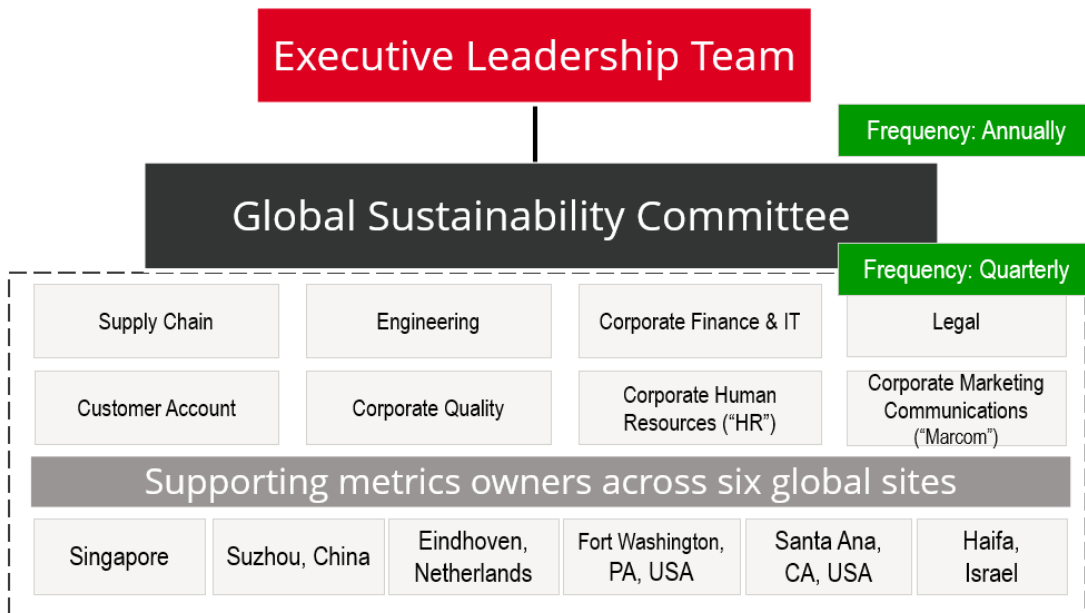 Executive Leadership Team
Frequency: Annually
Global Sustainability Committee
Frequency: Quarterly
Supply Chain
Engineering
Corporate Finance & IT
Legal
Customer Account
Corporate Quality
Corporate Human
Resources (“HR”)
Corporate Marketing
Communications
(“Marcom”)
Supporting metrics owners across six global sites
Singapore
Suzhou, China
Eindhoven,
Netherlands
Fort Washington,
PA, USA
Santa Ana,
CA, USA
Haifa,
Israel